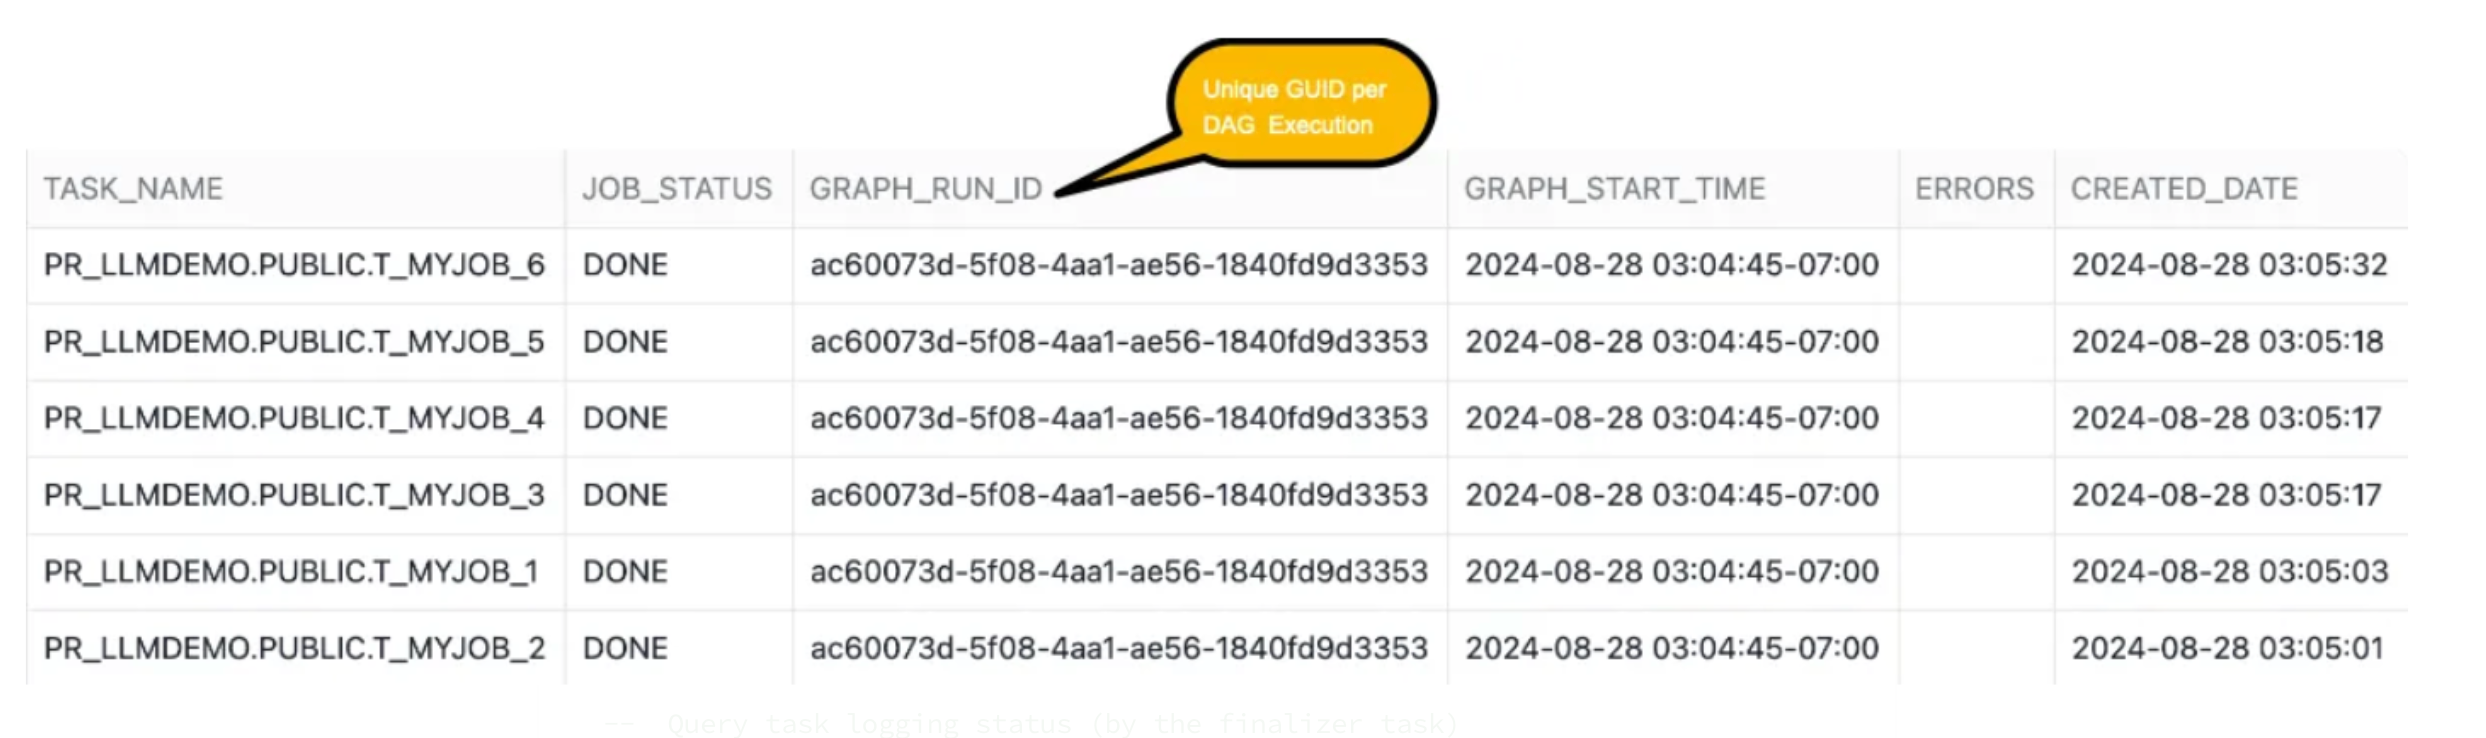 Unique GUID per
DAG Execution
TASK_NAME JOB_STATUS GRAPH_RUN_ID GRAPH_START_TIME ERRORS CREATED_DATE
PR_LLMDEMO.PUBLIC.T_MYJOB_6 DONE ac60073d-5f08-4aa1-ae56-1840fd9d3353 2024-08-28 03:04:45-07:00 2024-08-28 03:05:32
PR_LLMDEMO.PUBLIC.T_MYJOB_5 DONE ac60073d-5f08-4aa1-ae56-1840fd9d3353 2024-08-28 03:04:45-07:00 2024-08-28 03:05:18
PR_LLMDEMO.PUBLIC.T_MYJOB_4 DONE ac60073d-5f08-4aa1-ae56-1840fd9d3353 2024-08-28 03:04:45-07:00 2024-08-28 03:05:17
PR_LLMDEMO.PUBLIC.T_MYJOB_3 DONE ac60073d-5f08-4aa1-ae56-1840fd9d3353 2024-08-28 03:04:45-07:00 2024-08-28 03:05:17
PR_LLMDEMO.PUBLIC.T_MYJOB_1 DONE ac60073d-5f08-4aa1-ae56-1840fd9d3353 2024-08-28 03:04:45-07:00 2024-08-28 03:05:03
PR_LLMDEMO.PUBLIC.T_MYJOB_2 DONE ac60073d-5f08-4aa1-ae56-1840fd9d3353 2024-08-28 03:04:45-07:00 2024-08-28 03:05:01
-- Query task logging status (by the finalizer task)